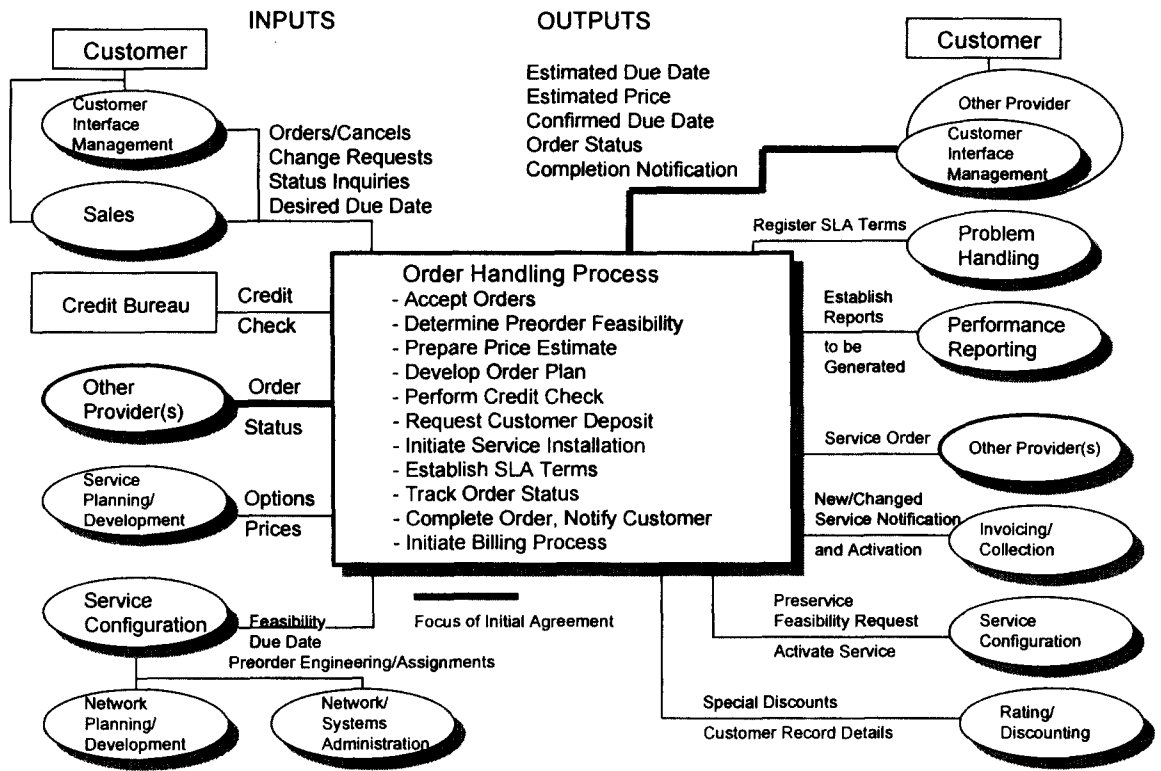 INPUTS
OUTPUTS
Customer
Customer
Interface
Management
Sales
Orders/Cancels
Change Requests
Status Inquiries
Desired Due Date
Estimated Due Date
Estimated Price
Confirmed Due Date
Order Status
Completion Notification
Customer
Other Provider
Customer
Interface
Management
Register SLA Terms
Problem
Handling
Credit Bureau
Credit
Check
Other
Provider(s)
Order
Status
Service
Planning/
Development
Options
Prices
Order Handling Process
- Accept Orders
- Determine Preorder Feasibility
- Prepare Price Estimate
- Develop Order Plan
- Perform Credit Check
- Request Customer Deposit
- Initiate Service Installation
- Establish SLA Terms
- Track Order Status
- Complete Order, Notify Customer
- Initiate Billing Process
Establish
Reports
to be
Generated
Performance
Reporting
Service Order
Other Provider(s)
New/Changed
Service Notification
and Activation
Invoicing/
Collection
Service
Configuration
Feasibility
Due Date
Preorder Engineering/Assignments
Focus of Initial Agreement
Preservice
Feasibility Request
Activate Service
Service
Configuration
Network
Planning/
Development
Network/
Systems
Administration
Special Discounts
Customer Record Details
Rating/
Discounting